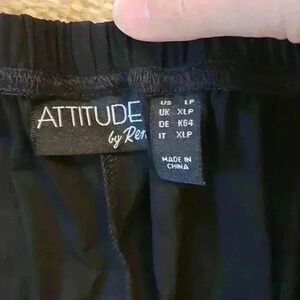 ATTITUDE
by Ren
US LP
UK XLP
DE K64
IT XLP
MADE IN
CHINA